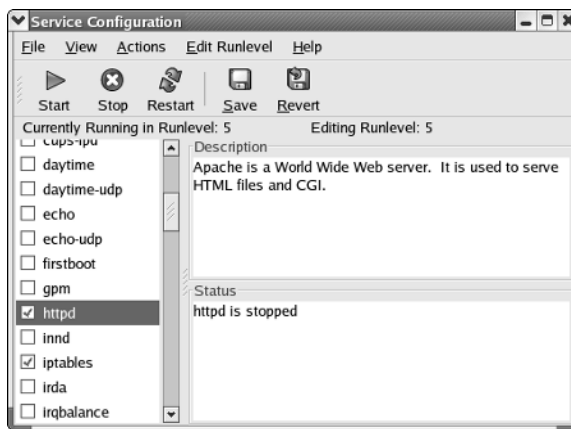 Service Configuration
File View Actions Edit Runlevel Help
Start Stop Restart Save Revert
Currently Running in Runlevel: 5 Editing Runlevel: 5
cups-lpd
daytime
daytime-udp
echo
echo-udp
firstboot
gpm
httpd
innd
iptables
irda
irqbalance
Description
Apache is a World Wide Web server. It is used to serve
HTML files and CGI.
Status
httpd is stopped